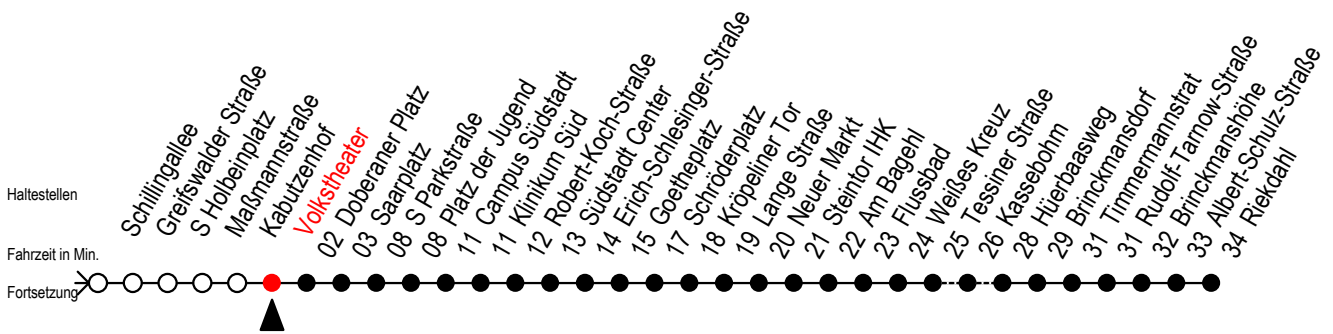 Haltestellen
Fahrzeit in Min.
Fortsetzung
Schillingallee
Greifswalder Straße
S Holbeinplatz
Maßmannstraße
Kabutzenhof
Volkstheater
02 Doberaner Platz
03 Saarplatz
08 S Parkstraße
08 Platz der Jugend
11 Campus Südstadt
11 Klinikum Süd
12 Robert-Koch-Straße
13 Südstadt Center
14 Erich-Schlesinger-Straße
15 Goetheplatz
17 Schröderplatz
18 Kröpeliner Tor
19 Lange Straße
20 Neuer Markt
21 Steintor IHK
22 Am Bagehl
23 Flussbad
24 Weißes Kreuz
25 Tessiner Straße
26 Kassebohm
28 Hüerbaasweg
29 Brinckmansdorf
31 Timmermannstrat
31 Rudolf-Tarnow-Straße
32 Brinckmanshöhe
33 Albert-Schulz-Straße
34 Riekdahl